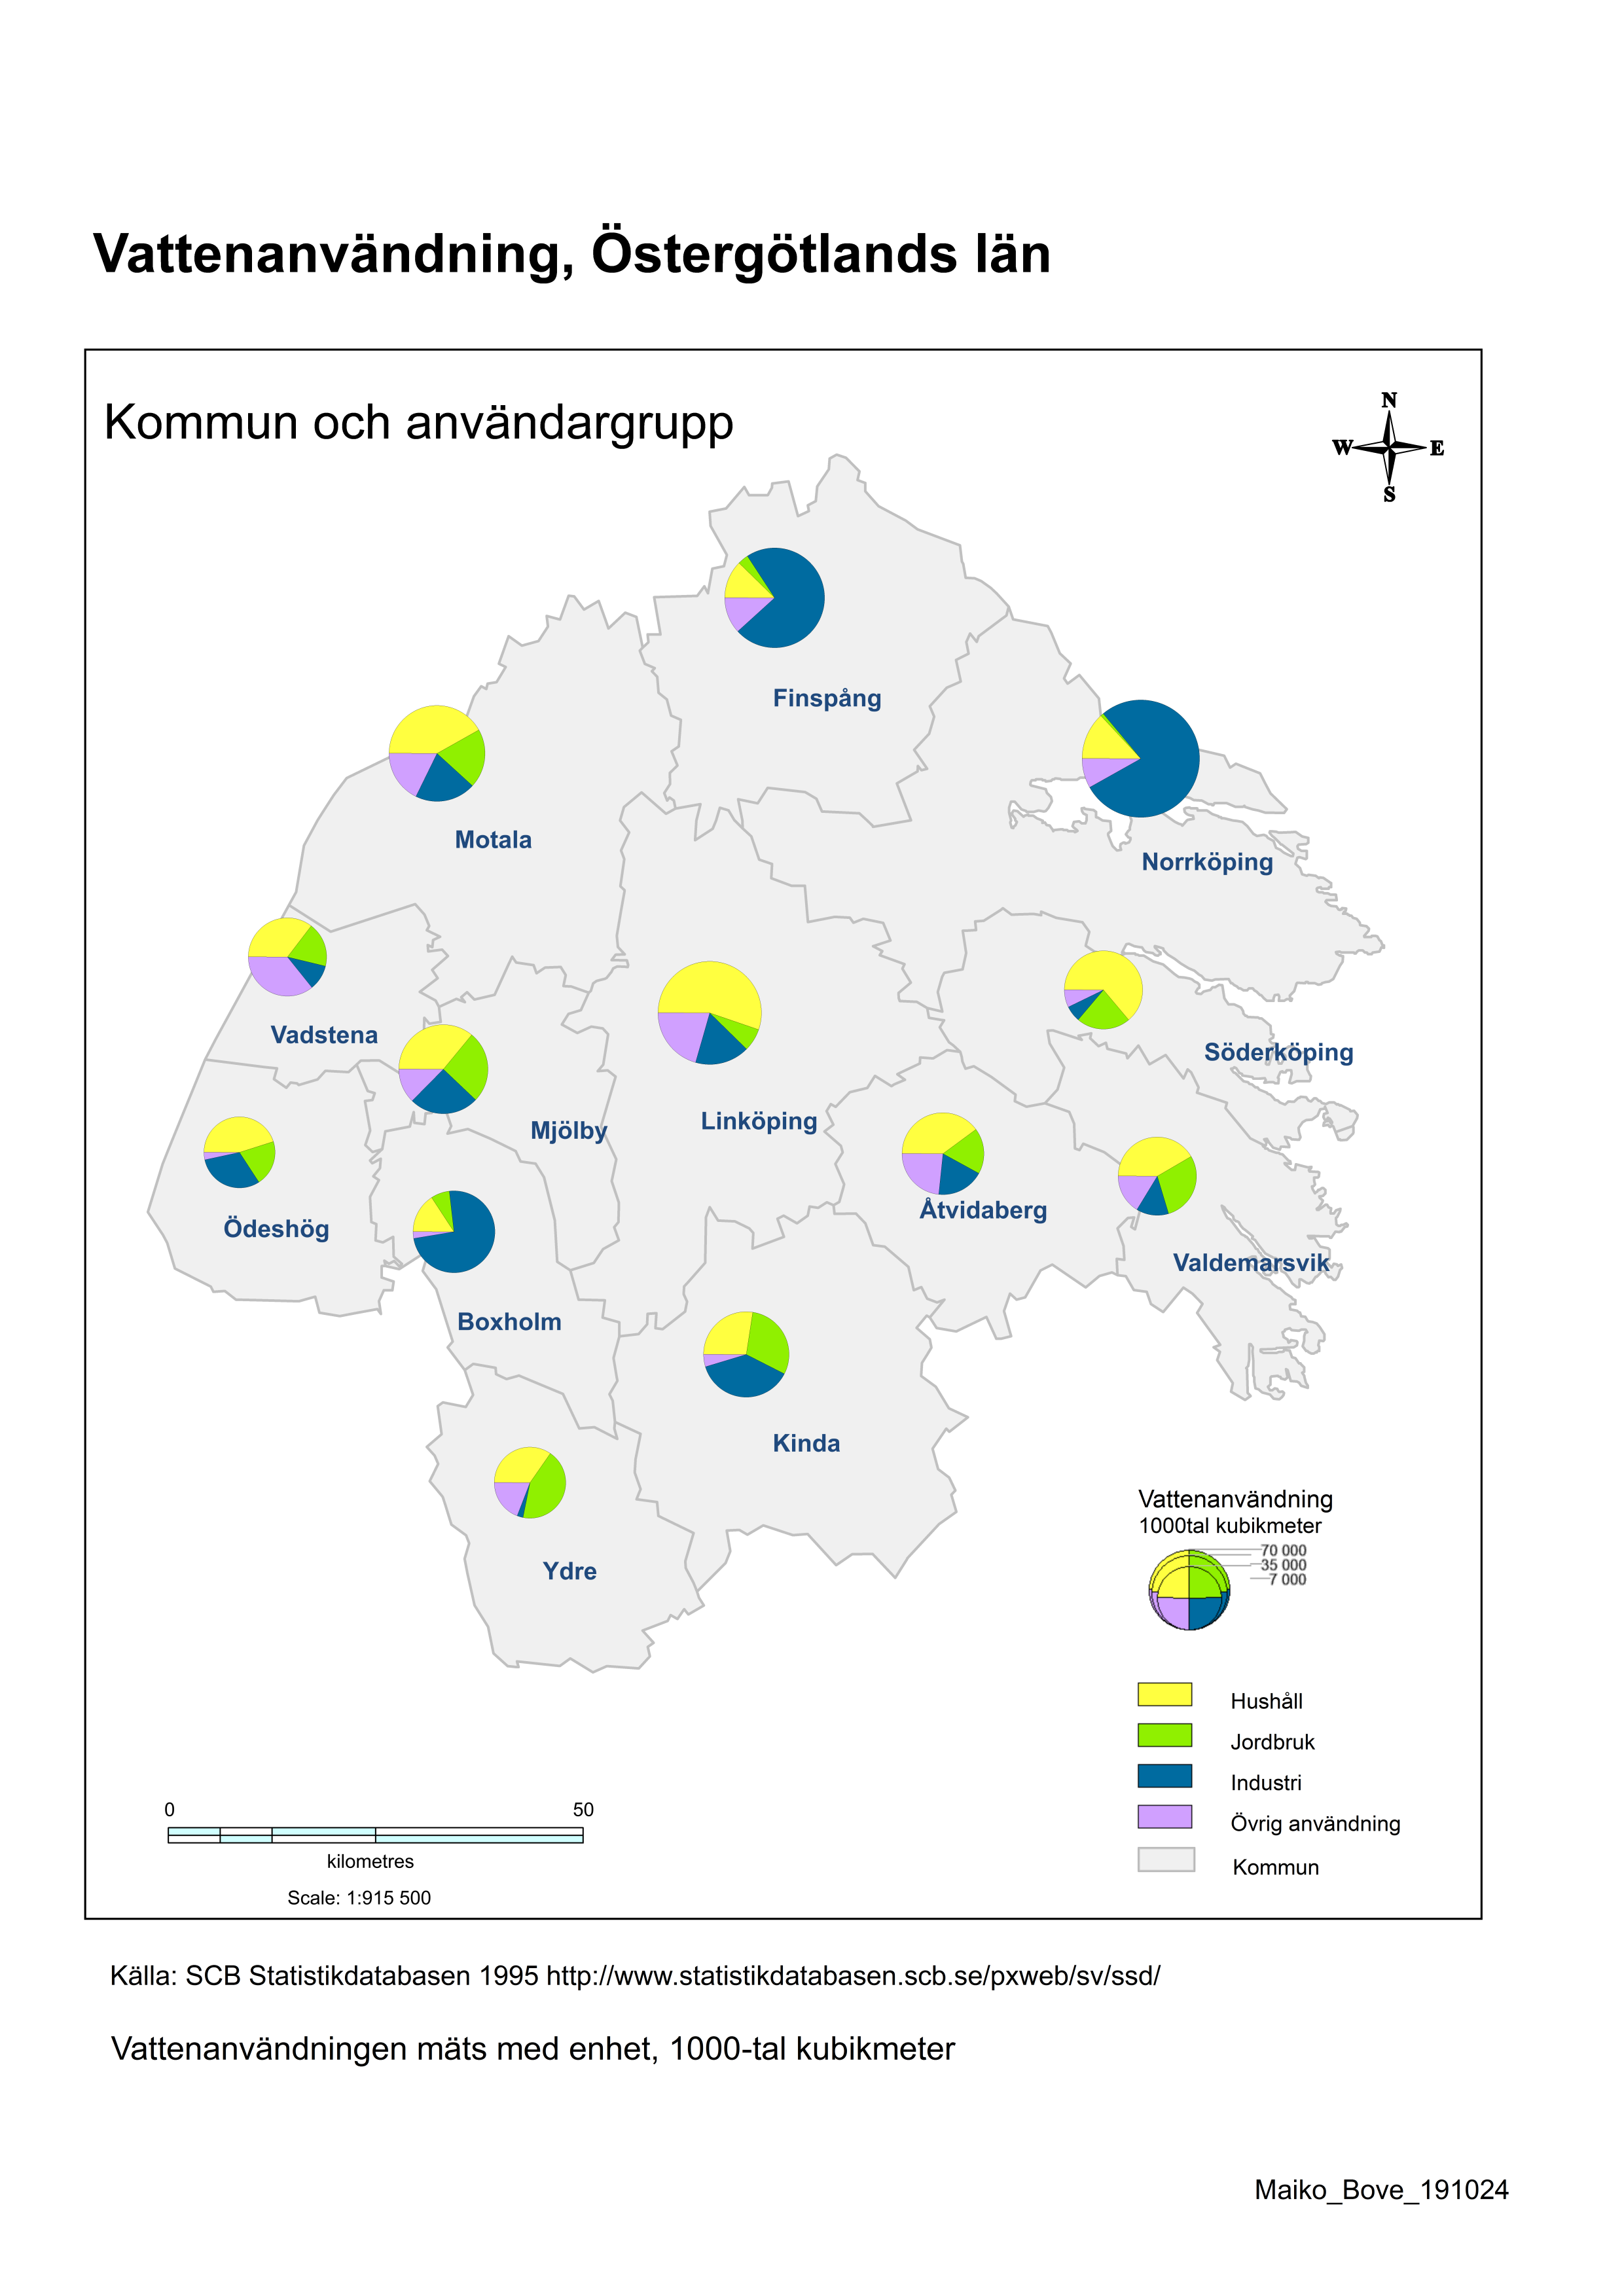 Vattenanvändning, Östergötlands län
Kommun och användargrupp
N
W E
S
Finspång
Motala
Norrköping
Vadstena
Söderköping
Linköping
Mjölby
Åtvidaberg
Ödeshög
Valdemarsvik
Boxholm
Kinda
Ydre
Vattenanvändning
1000tal kubikmeter
70 000
35 000
7 000
Hushåll
Jordbruk
Industri
Övrig användning
Kommun
0 50
kilometres
Scale: 1:915 500
Källa: SCB Statistikdatabasen 1995 http://www.statistikdatabasen.scb.se/pxweb/sv/ssd/
Vattenanvändningen mäts med enhet, 1000-tal kubikmeter
Maiko_Bove_191024